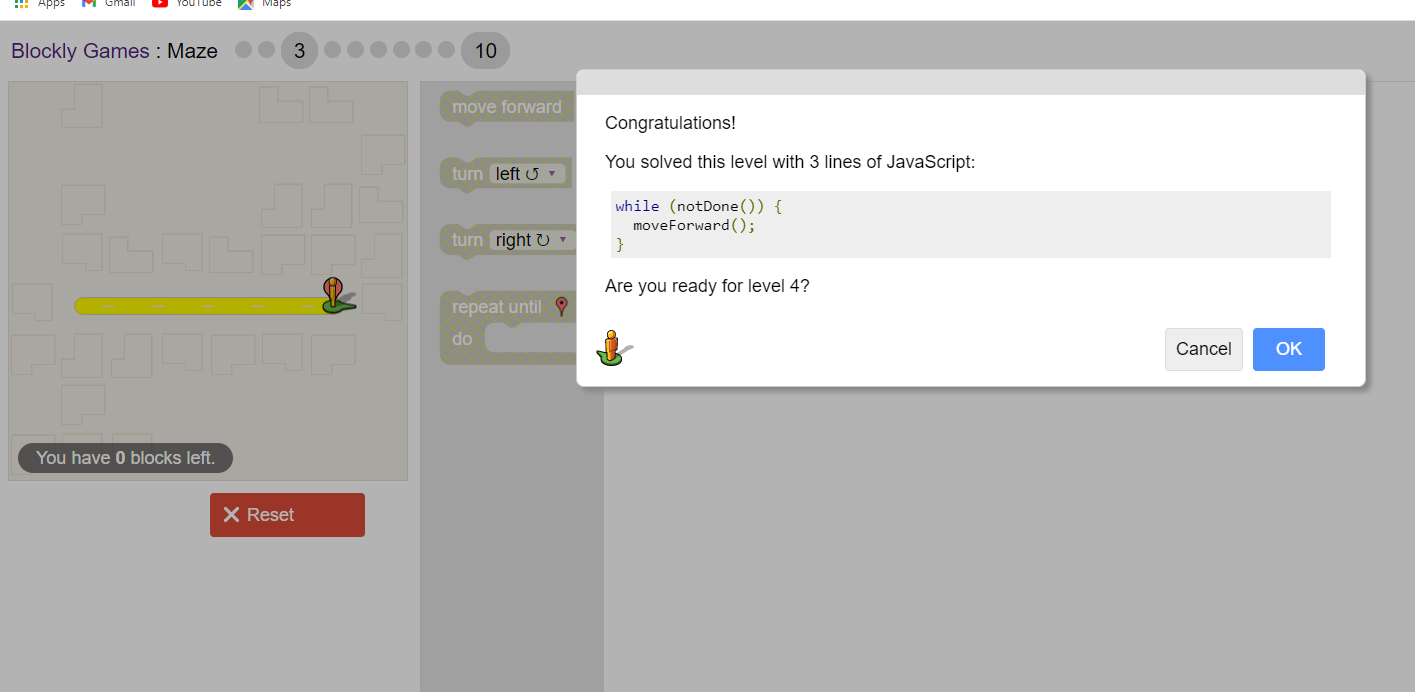 Apps Gmail YouTube Maps
Blockly Games : Maze 3 10
move forward
turn left ↺ ▾
turn right ↻ ▾
repeat until
do
You have 0 blocks left.
Reset
Congratulations!
You solved this level with 3 lines of JavaScript:
while (notDone()) {
  moveForward();
}
Are you ready for level 4?
Cancel OK